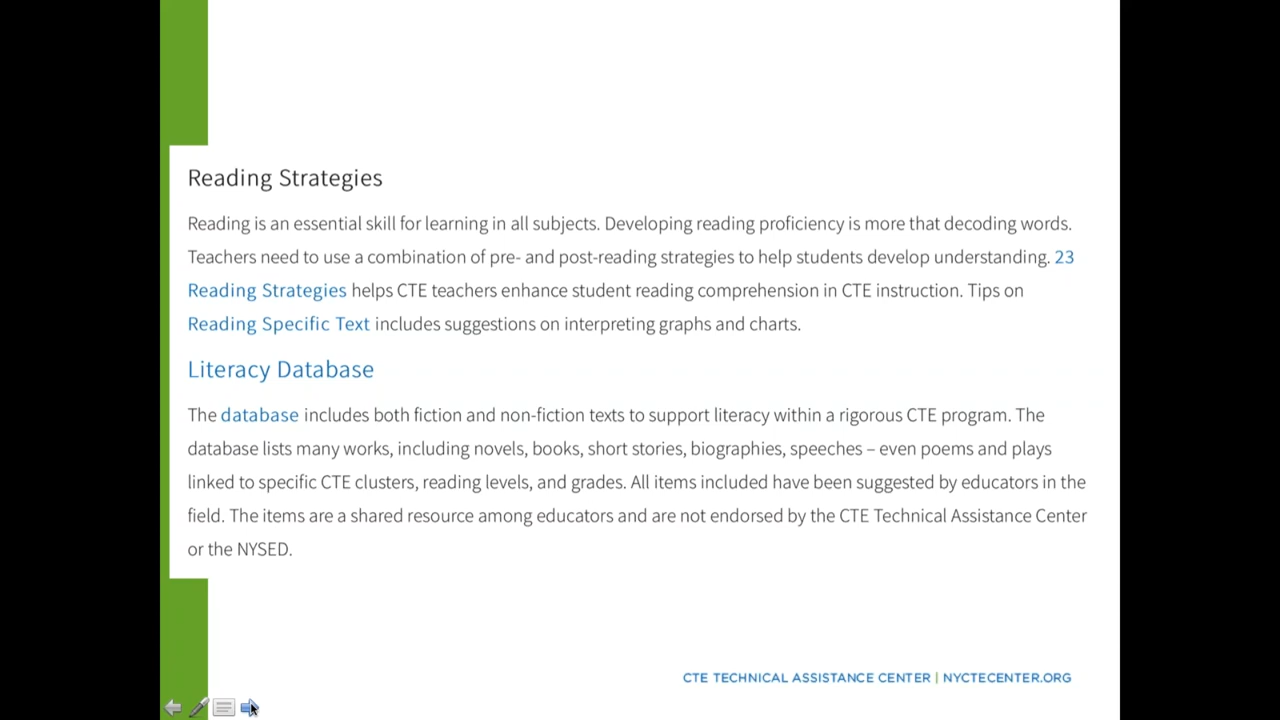 Reading Strategies
Reading is an essential skill for learning in all subjects. Developing reading proficiency is more that decoding words.
Teachers need to use a combination of pre- and post-reading strategies to help students develop understanding. 23
Reading Strategies helps CTE teachers enhance student reading comprehension in CTE instruction. Tips on
Reading Specific Text includes suggestions on interpreting graphs and charts.
Literacy Database
The database includes both fiction and non-fiction texts to support literacy within a rigorous CTE program. The
database lists many works, including novels, books, short stories, biographies, speeches – even poems and plays
linked to specific CTE clusters, reading levels, and grades. All items included have been suggested by educators in the
field. The items are a shared resource among educators and are not endorsed by the CTE Technical Assistance Center
or the NYSED.
CTE TECHNICAL ASSISTANCE CENTER | NYCTECENTER.ORG